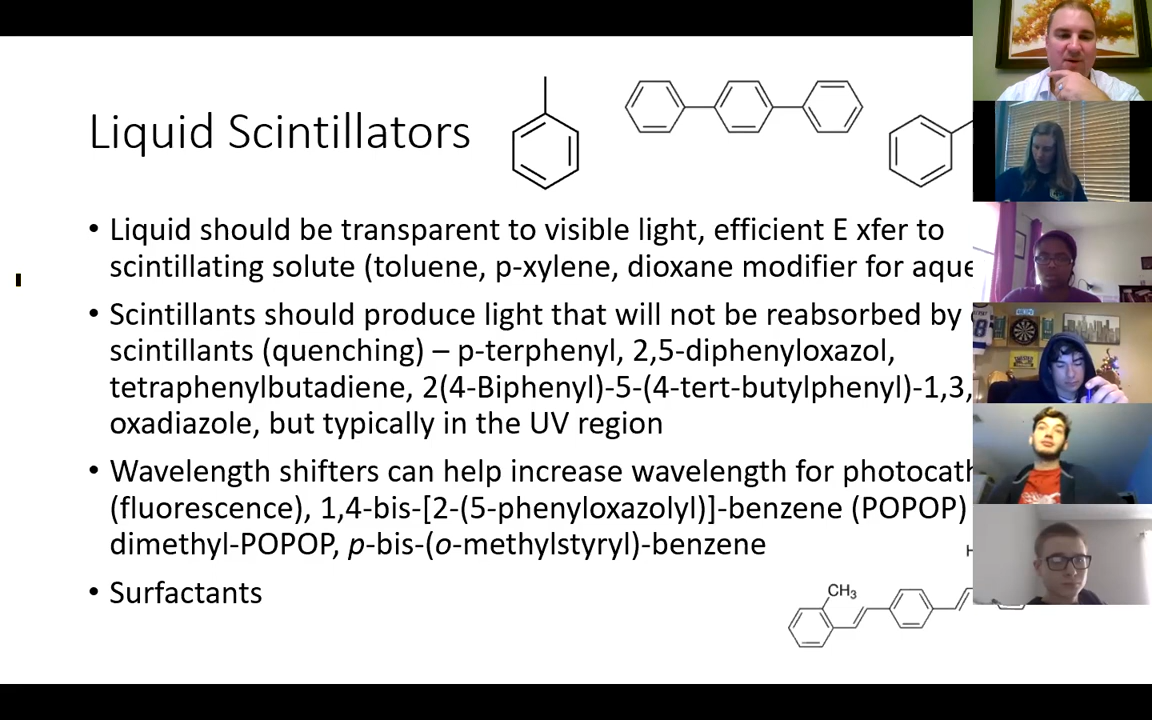 Liquid Scintillators
• Liquid should be transparent to visible light, efficient E xfer to
scintillating solute (toluene, p-xylene, dioxane modifier for aque
• Scintillants should produce light that will not be reabsorbed by
scintillants (quenching) – p-terphenyl, 2,5-diphenyloxazol,
tetraphenylbutadiene, 2(4-Biphenyl)-5-(4-tert-butylphenyl)-1,3,
oxadiazole, but typically in the UV region
• Wavelength shifters can help increase wavelength for photocath
(fluorescence), 1,4-bis-[2-(5-phenyloxazolyl)]-benzene (POPOP)
dimethyl-POPOP, p-bis-(o-methylstyryl)-benzene
• Surfactants
CH₃
H